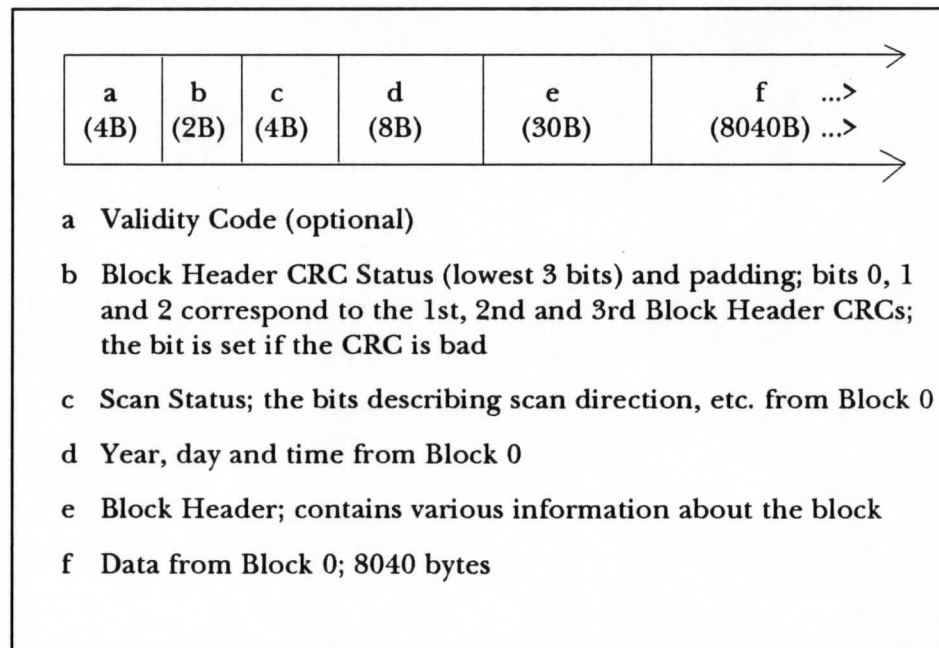 a b c d e f ...>
(4B) (2B) (4B) (8B) (30B) (8040B) ...>
a Validity Code (optional)
b Block Header CRC Status (lowest 3 bits) and padding; bits 0, 1
and 2 correspond to the 1st, 2nd and 3rd Block Header CRCs;
the bit is set if the CRC is bad
c Scan Status; the bits describing scan direction, etc. from Block 0
d Year, day and time from Block 0
e Block Header; contains various information about the block
f Data from Block 0; 8040 bytes